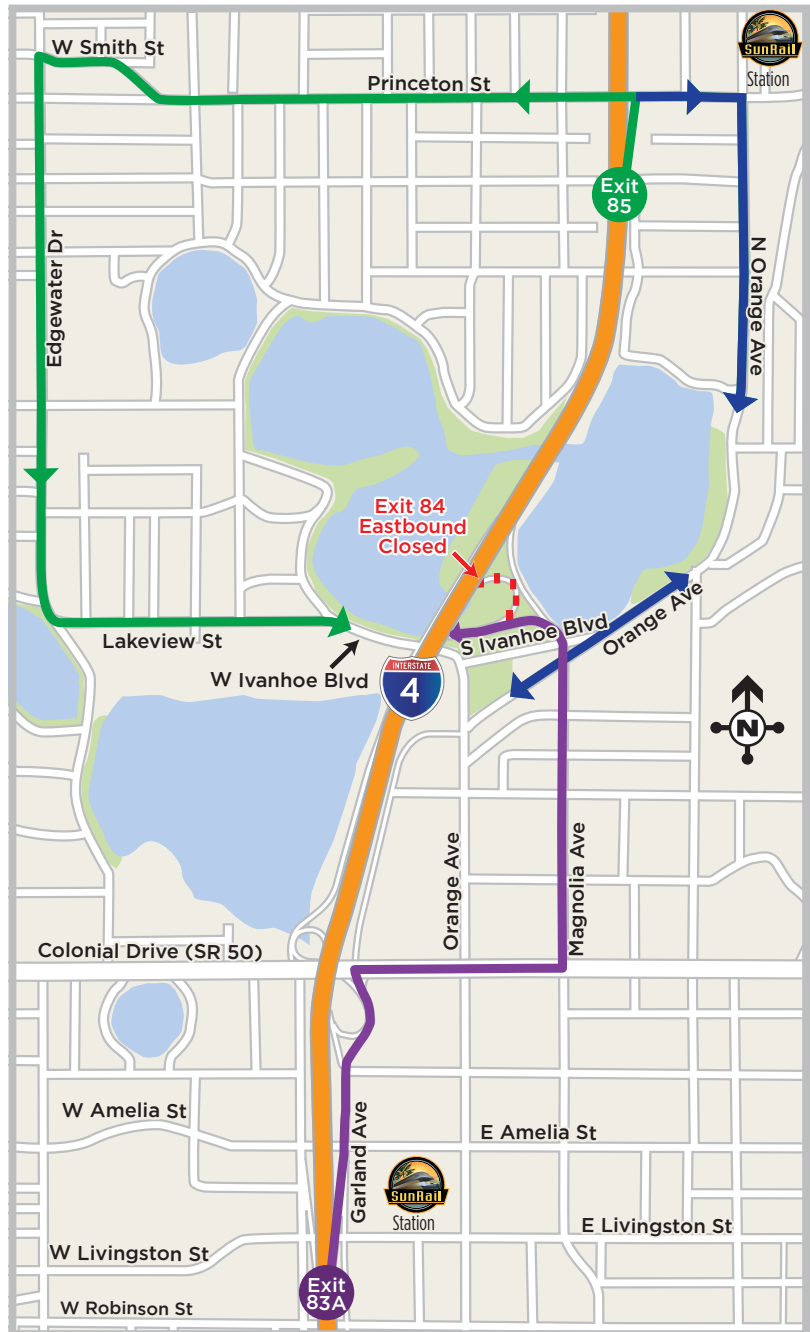 W Smith St
SunRail
Station
Princeton St
Exit
85
Edgewater Dr
N Orange Ave
Exit 84
Eastbound
Closed
S Ivanhoe Blvd
Orange Ave
Lakeview St
W Ivanhoe Blvd
INTERSTATE
4
N
Orange Ave
Magnolia Ave
Colonial Drive (SR 50)
W Amelia St
E Amelia St
Garland Ave
SunRail
Station
E Livingston St
W Livingston St
Exit
83A
W Robinson St